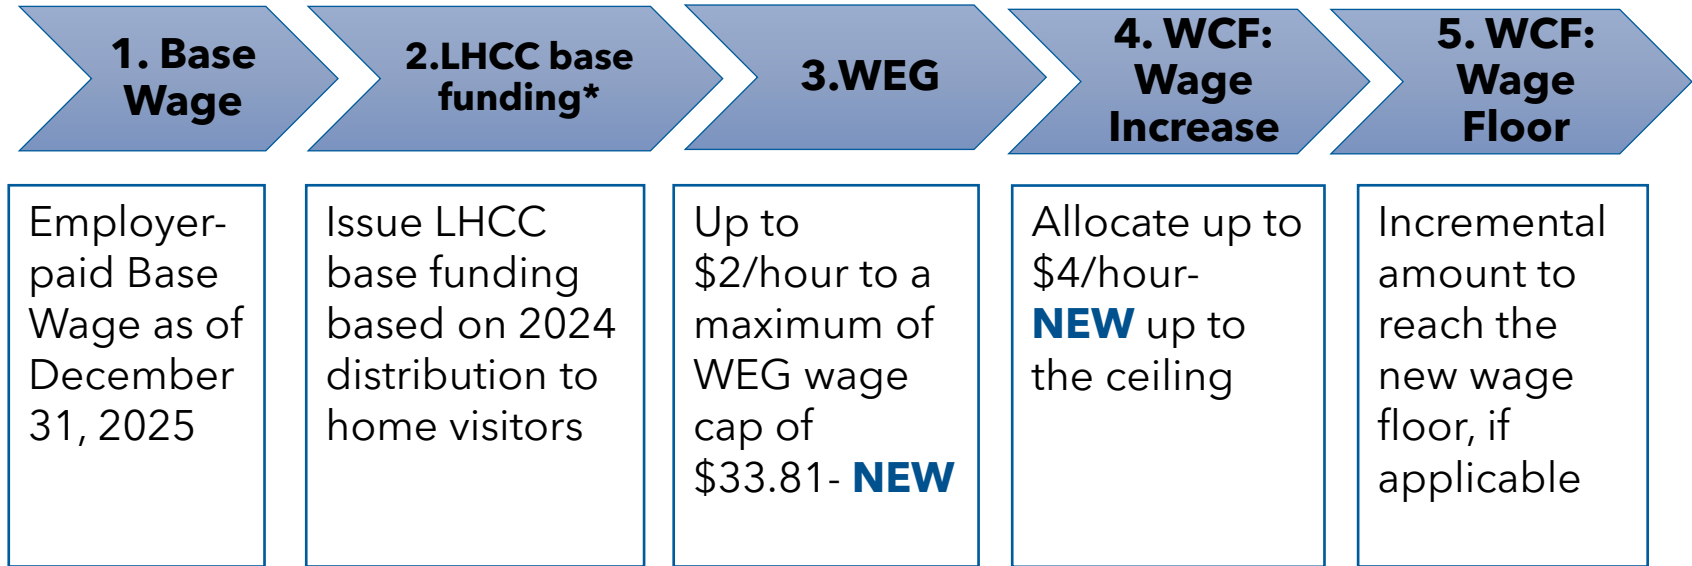 1. Base
Wage
2.LHCC base
funding*
3.WEG
4. WCF:
Wage
Increase
5. WCF:
Wage
Floor
Employer-
paid Base
Wage as of
December
31, 2025
Issue LHCC
base funding
based on 2024
distribution to
home visitors
Up to
$2/hour to a
maximum of
WEG wage
cap of
$33.81- NEW
Allocate up to
$4/hour-
NEW up to
the ceiling
Incremental
amount to
reach the
new wage
floor, if
applicable